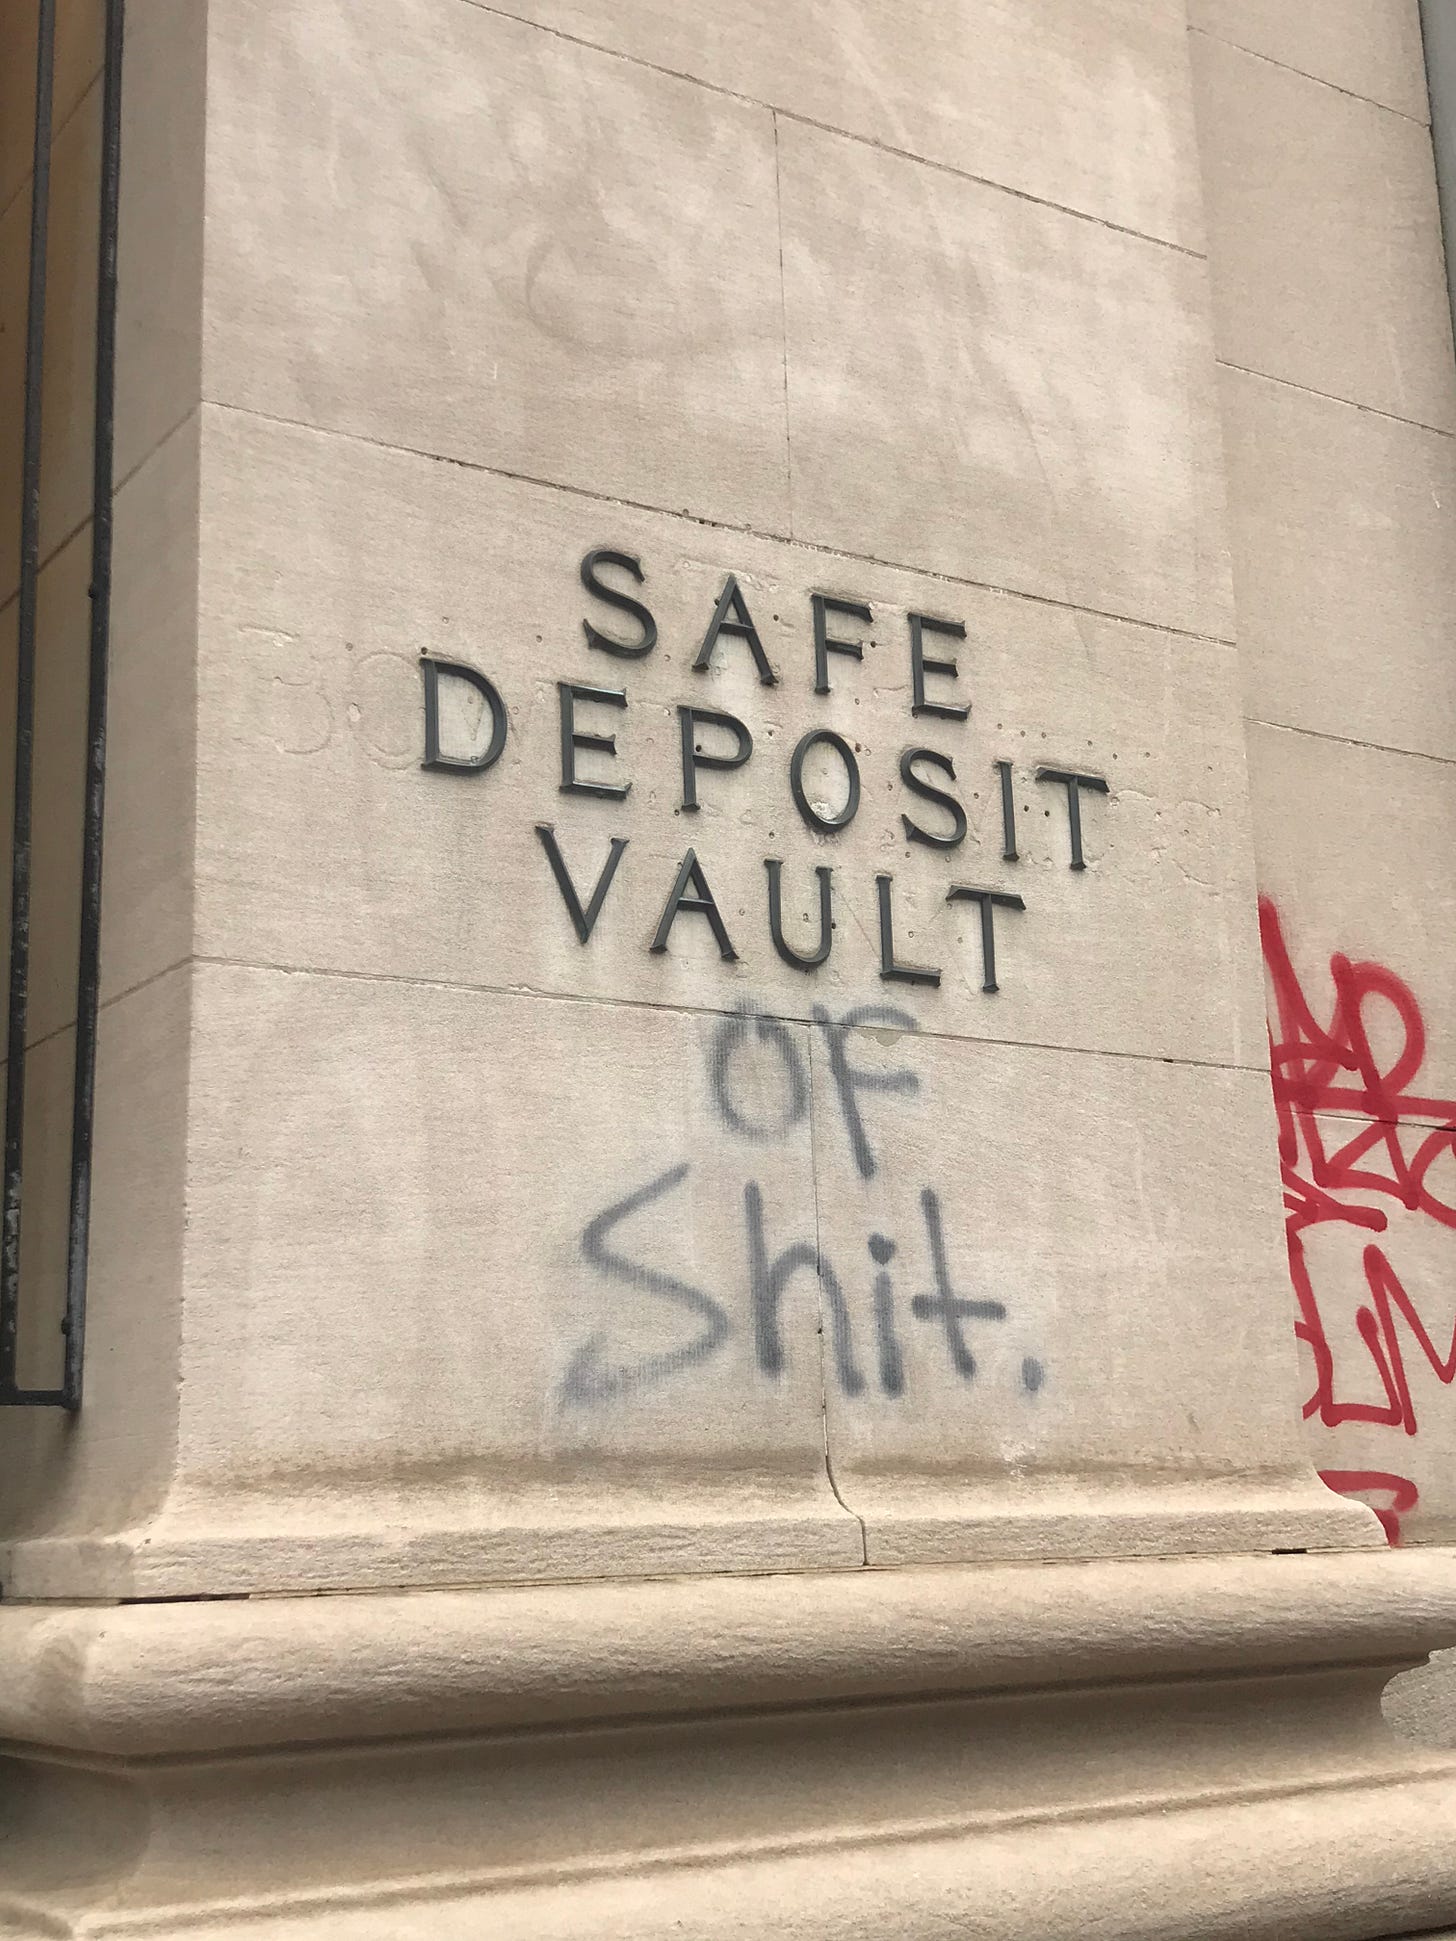 SAFE
DEPOSIT
VAULT
OF
Shit.